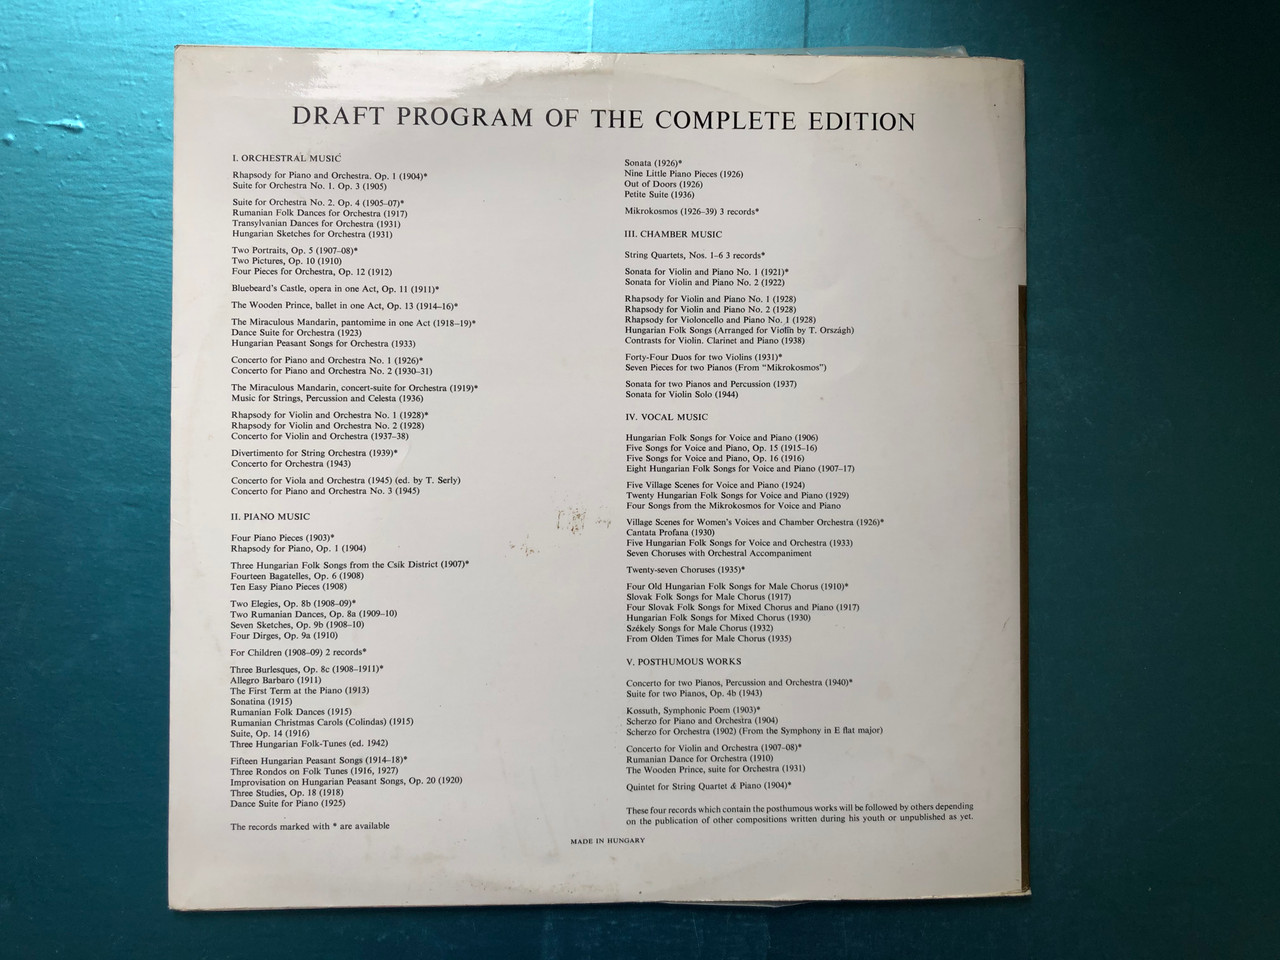 DRAFT PROGRAM OF THE COMPLETE EDITION
I. ORCHESTRAL MUSIC
Rhapsody for Piano and Orchestra. Op. 1 (1904)*
Suite for Orchestra No. 1. Op. 3 (1905)
Suite for Orchestra No. 2. Op. 4 (1905–07)*
Rumanian Folk Dances for Orchestra (1917)
Transylvanian Dances for Orchestra (1931)
Hungarian Sketches for Orchestra (1931)
Two Portraits, Op. 5 (1907–08)*
Two Pictures, Op. 10 (1910)
Four Pieces for Orchestra, Op. 12 (1912)
Bluebeard's Castle, opera in one Act, Op. 11 (1911)*
The Wooden Prince, ballet in one Act, Op. 13 (1914–16)*
The Miraculous Mandarin, pantomime in one Act (1918–19)*
Dance Suite for Orchestra (1923)
Hungarian Peasant Songs for Orchestra (1933)
Concerto for Piano and Orchestra No. 1 (1926)*
Concerto for Piano and Orchestra No. 2 (1930–31)
The Miraculous Mandarin, concert-suite for Orchestra (1919)*
Music for Strings, Percussion and Celesta (1936)
Rhapsody for Violin and Orchestra No. 1 (1928)*
Rhapsody for Violin and Orchestra No. 2 (1928)
Concerto for Violin and Orchestra (1937–38)
Divertimento for String Orchestra (1939)*
Concerto for Orchestra (1943)
Concerto for Viola and Orchestra (1945) (ed. by T. Serly)
Concerto for Piano and Orchestra No. 3 (1945)
II. PIANO MUSIC
Four Piano Pieces (1903)*
Rhapsody for Piano, Op. 1 (1904)
Three Hungarian Folk Songs from the Csík District (1907)*
Fourteen Bagatelles, Op. 6 (1908)
Ten Easy Piano Pieces (1908)
Two Elegies, Op. 8b (1908–09)*
Two Rumanian Dances, Op. 8a (1909–10)
Seven Sketches, Op. 9b (1908–10)
Four Dirges, Op. 9a (1910)
For Children (1908–09) 2 records*
Three Burlesques, Op. 8c (1908–1911)*
Allegro Barbaro (1911)
The First Term at the Piano (1913)
Sonatina (1915)
Rumanian Folk Dances (1915)
Rumanian Christmas Carols (Colindas) (1915)
Suite, Op. 14 (1916)
Three Hungarian Folk-Tunes (ed. 1942)
Fifteen Hungarian Peasant Songs (1914–18)*
Three Rondos on Folk Tunes (1916, 1927)
Improvisation on Hungarian Peasant Songs, Op. 20 (1920)
Three Studies, Op. 18 (1918)
Dance Suite for Piano (1925)
The records marked with * are available
Sonata (1926)*
Nine Little Piano Pieces (1926)
Out of Doors (1926)
Petite Suite (1936)
Mikrokosmos (1926–39) 3 records*
III. CHAMBER MUSIC
String Quartets, Nos. 1–6 3 records*
Sonata for Violin and Piano No. 1 (1921)*
Sonata for Violin and Piano No. 2 (1922)
Rhapsody for Violin and Piano No. 1 (1928)
Rhapsody for Violin and Piano No. 2 (1928)
Rhapsody for Violoncello and Piano No. 1 (1928)
Hungarian Folk Songs (Arranged for Violin by T. Országh)
Contrasts for Violin. Clarinet and Piano (1938)
Forty-Four Duos for two Violins (1931)*
Seven Pieces for two Pianos (From "Mikrokosmos")
Sonata for two Pianos and Percussion (1937)
Sonata for Violin Solo (1944)
IV. VOCAL MUSIC
Hungarian Folk Songs for Voice and Piano (1906)
Five Songs for Voice and Piano, Op. 15 (1915–16)
Five Songs for Voice and Piano, Op. 16 (1916)
Eight Hungarian Folk Songs for Voice and Piano (1907–17)
Five Village Scenes for Voice and Piano (1924)
Twenty Hungarian Folk Songs for Voice and Piano (1929)
Four Songs from the Mikrokosmos for Voice and Piano
Village Scenes for Women's Voices and Chamber Orchestra (1926)*
Cantata Profana (1930)
Five Hungarian Folk Songs for Voice and Orchestra (1933)
Seven Choruses with Orchestral Accompaniment
Twenty-seven Choruses (1935)*
Four Old Hungarian Folk Songs for Male Chorus (1910)*
Slovak Folk Songs for Male Chorus (1917)
Four Slovak Folk Songs for Mixed Chorus and Piano (1917)
Hungarian Folk Songs for Mixed Chorus (1930)
Székely Songs for Male Chorus (1932)
From Olden Times for Male Chorus (1935)
V. POSTHUMOUS WORKS
Concerto for two Pianos, Percussion and Orchestra (1940)*
Suite for two Pianos, Op. 4b (1943)
Kossuth, Symphonic Poem (1903)*
Scherzo for Piano and Orchestra (1904)
Scherzo for Orchestra (1902) (From the Symphony in E flat major)
Concerto for Violin and Orchestra (1907–08)*
Rumanian Dance for Orchestra (1910)
The Wooden Prince, suite for Orchestra (1931)
Quintet for String Quartet & Piano (1904)*
These four records which contain the posthumous works will be followed by others depending
on the publication of other compositions written during his youth or unpublished as yet.
MADE IN HUNGARY